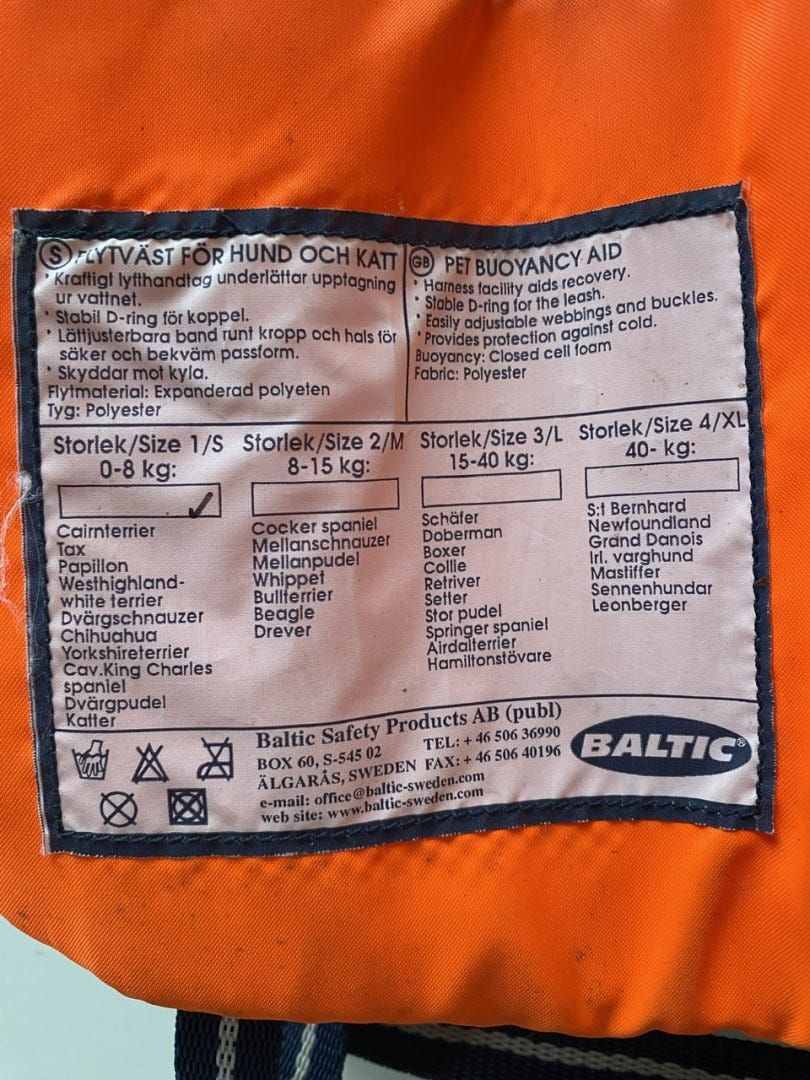 S FLYTVÄST FÖR HUND OCH KATT
* Kraftigt lyfthandtag underlättar upptagning
ur vattnet.
* Stabil D-ring för koppel.
* Lättjusterbara band runt kropp och hals för
säker och bekväm passform.
* Skyddar mot kyla.
Flytmaterial: Expanderad polyeten
Tyg: Polyester
GB PET BUOYANCY AID
* Harness facility aids recovery.
* Stable D-ring for the leash.
* Easily adjustable webbings and buckles.
* Provides protection against cold.
Buoyancy: Closed cell foam
Fabric: Polyester
Storlek/Size 1/S
0-8 kg:
Cairnterrier
Tax
Papillon
Westhighland-
white terrier
Dvärgschnauzer
Chihuahua
Yorkshireterrier
Cav.King Charles
spaniel
Dvärgpudel
Katter
Storlek/Size 2/M
8-15 kg:
Cocker spaniel
Mellanschnauzer
Mellanpudel
Whippet
Bullterrier
Beagle
Drever
Storlek/Size 3/L
15-40 kg:
Schäfer
Doberman
Boxer
Collie
Retriver
Setter
Stor pudel
Springer spaniel
Airdalterrier
Hamiltonstövare
Storlek/Size 4/XL
40- kg:
S:t Bernhard
Newfoundland
Grand Danois
Irl. varghund
Mastiffer
Sennenhundar
Leonberger
Baltic Safety Products AB (publ)
BOX 60, S-545 02 TEL: + 46 506 36990
ÄLGARÅS, SWEDEN FAX: + 46 506 40196
e-mail: office@baltic-sweden.com
web site: www.baltic-sweden.com
BALTIC®